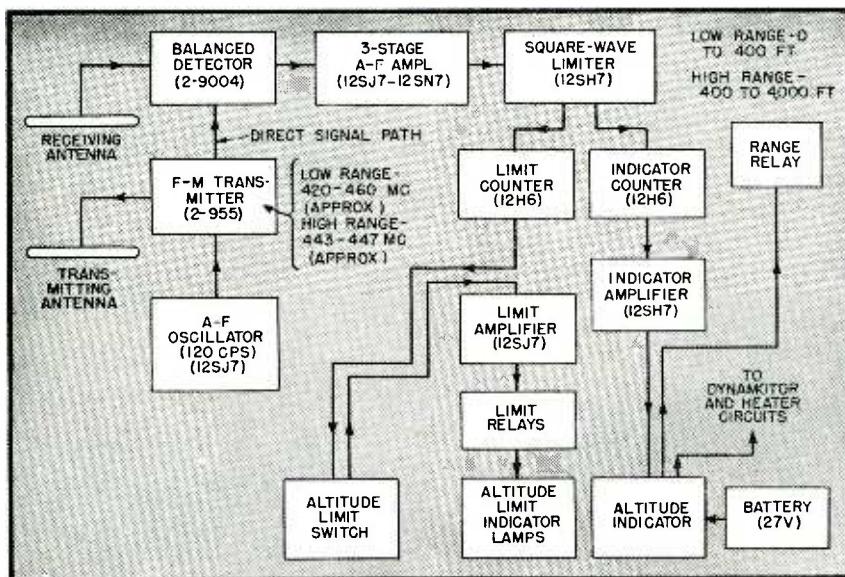 BALANCED
DETECTOR
(2-9004)
3-STAGE
A-F AMPL
(12SJ7-12SN7)
SQUARE-WAVE
LIMITER
(12SH7)
LOW RANGE-0
TO 400 FT
HIGH RANGE-
400 TO 4,000 FT
RECEIVING
ANTENNA
DIRECT SIGNAL PATH
F-M TRANS-
MITTER
(2-955)
LOW RANGE-
420-460 MC
(APPROX)
HIGH RANGE-
443-447 MC
(APPROX)
LIMIT
COUNTER
(12H6)
INDICATOR
COUNTER
(12H6)
RANGE
RELAY
TRANS-
MITTING
ANTENNA
A-F
OSCILLATOR
(120 CPS)
(12SJ7)
LIMIT
AMPLIFIER
(12SJ7)
INDICATOR
AMPLIFIER
(12SH7)
LIMIT
RELAYS
TO
DYNAMOTOR
AND HEATER
CIRCUITS
ALTITUDE
LIMIT
SWITCH
ALTITUDE
LIMIT
INDICATOR
LAMPS
ALTITUDE
INDICATOR
BATTERY
(27V)